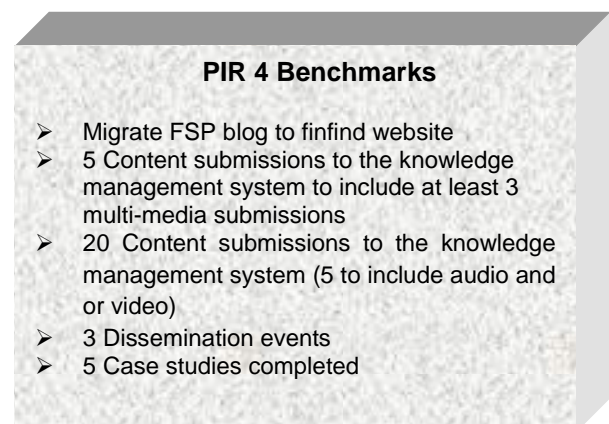 PIR 4 Benchmarks
➢ Migrate FSP blog to finfind website
➢ 5 Content submissions to the knowledge
management system to include at least 3
multi-media submissions
➢ 20 Content submissions to the knowledge
management system (5 to include audio and
or video)
➢ 3 Dissemination events
➢ 5 Case studies completed